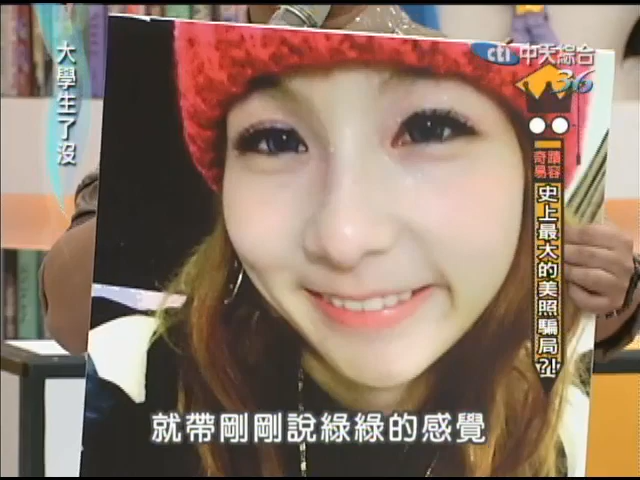 大學生了沒
cti 中天綜合
36
奇蹟
易容
史上最大的美照騙局?!
就帶剛剛說綠綠的感覺